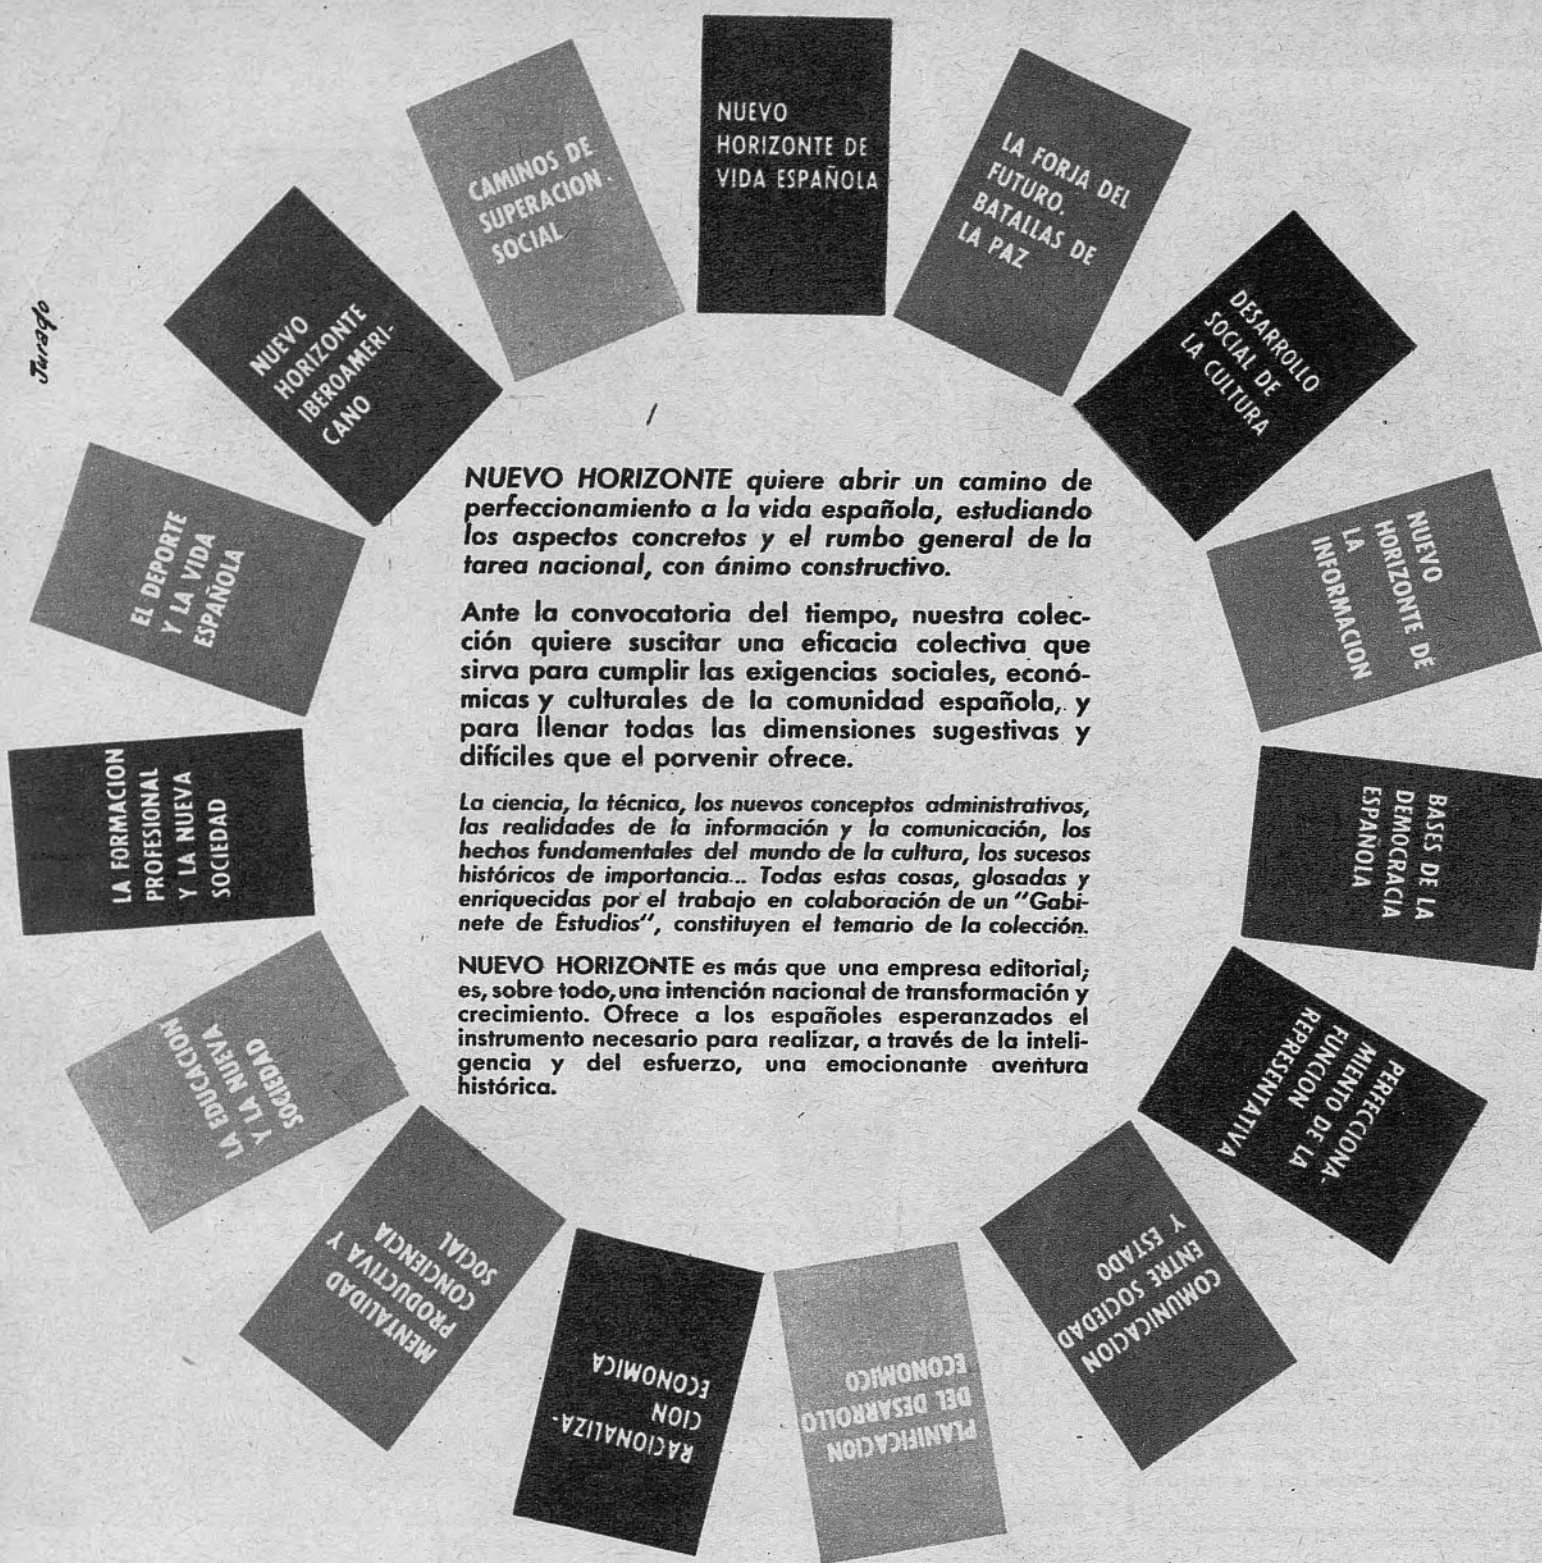 NUEVO
HORIZONTE DE
VIDA ESPAÑOLA
LA FORJA DEL
FUTURO.
BATALLAS DE
LA PAZ
DESARROLLO
SOCIAL DE
LA CULTURA
NUEVO
HORIZONTE DE
LA
INFORMACION
BASES DE LA
DEMOCRACIA
ESPAÑOLA
PERFECCIONA-
MIENTO DE LA
FUNCION
REPRESENTATIVA
COMUNICACION
ENTRE SOCIEDAD
Y ESTADO
PLANIFICACION
DEL DESARROLLO
ECONOMICO
RACIONALIZA-
CION
ECONOMICA
MENTALIDAD
PRODUCTIVA Y
CONCIENCIA
SOCIAL
LA EDUCACION
Y LA NUEVA
SOCIEDAD
LA FORMACION
PROFESIONAL
Y LA NUEVA
SOCIEDAD
EL DEPORTE
Y LA VIDA
ESPAÑOLA
NUEVO
HORIZONTE
IBEROAMERI-
CANO
CAMINOS DE
SUPERACION
SOCIAL
Jurado
NUEVO HORIZONTE quiere abrir un camino de
perfeccionamiento a la vida española, estudiando
los aspectos concretos y el rumbo general de la
tarea nacional, con ánimo constructivo.
Ante la convocatoria del tiempo, nuestra colec-
ción quiere suscitar una eficacia colectiva que
sirva para cumplir las exigencias sociales, econó-
micas y culturales de la comunidad española, y
para llenar todas las dimensiones sugestivas y
difíciles que el porvenir ofrece.
La ciencia, la técnica, los nuevos conceptos administrativos,
las realidades de la información y la comunicación, los
hechos fundamentales del mundo de la cultura, los sucesos
históricos de importancia... Todas estas cosas, glosadas y
enriquecidas por el trabajo en colaboración de un "Gabi-
nete de Estudios", constituyen el temario de la colección.
NUEVO HORIZONTE es más que una empresa editorial;
es, sobre todo, una intención nacional de transformación y
crecimiento. Ofrece a los españoles esperanzados el
instrumento necesario para realizar, a través de la inteli-
gencia y del esfuerzo, una emocionante aventura
histórica.